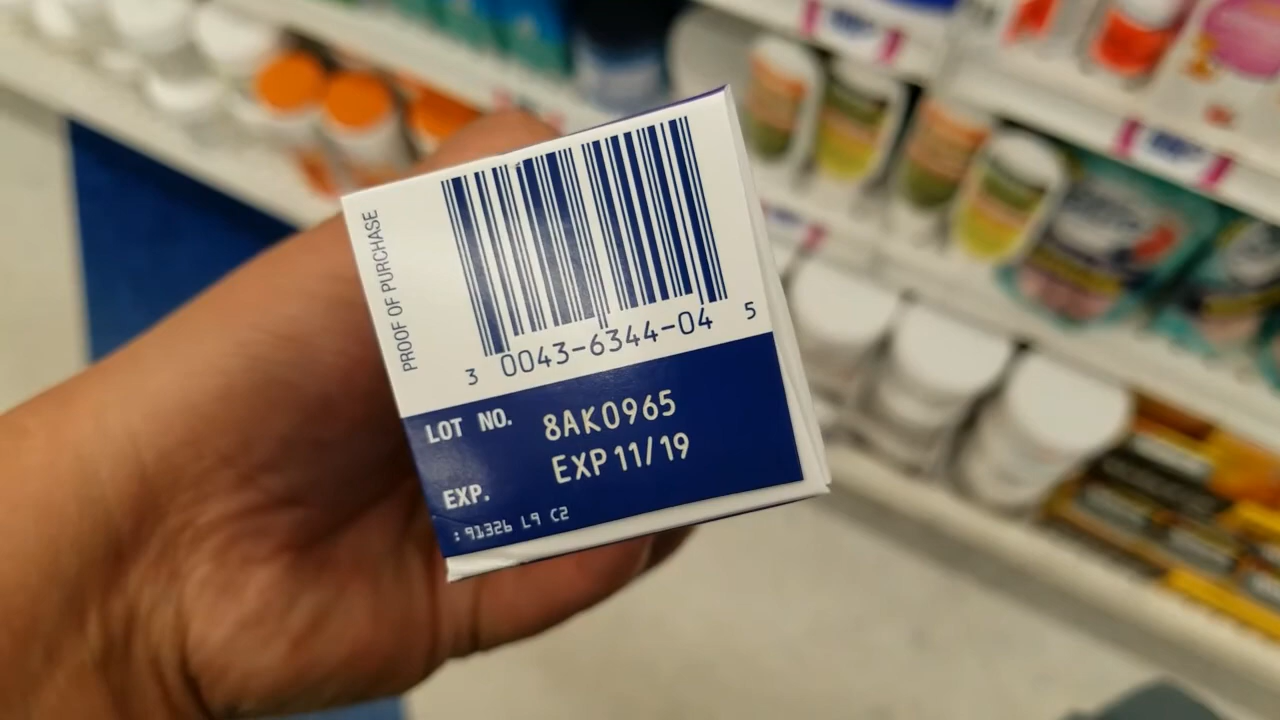 PROOF OF PURCHASE
3 0043-6344-04 5
LOT NO. 8AK0965
EXP 11/19
EXP.
: 91326 L9 C2